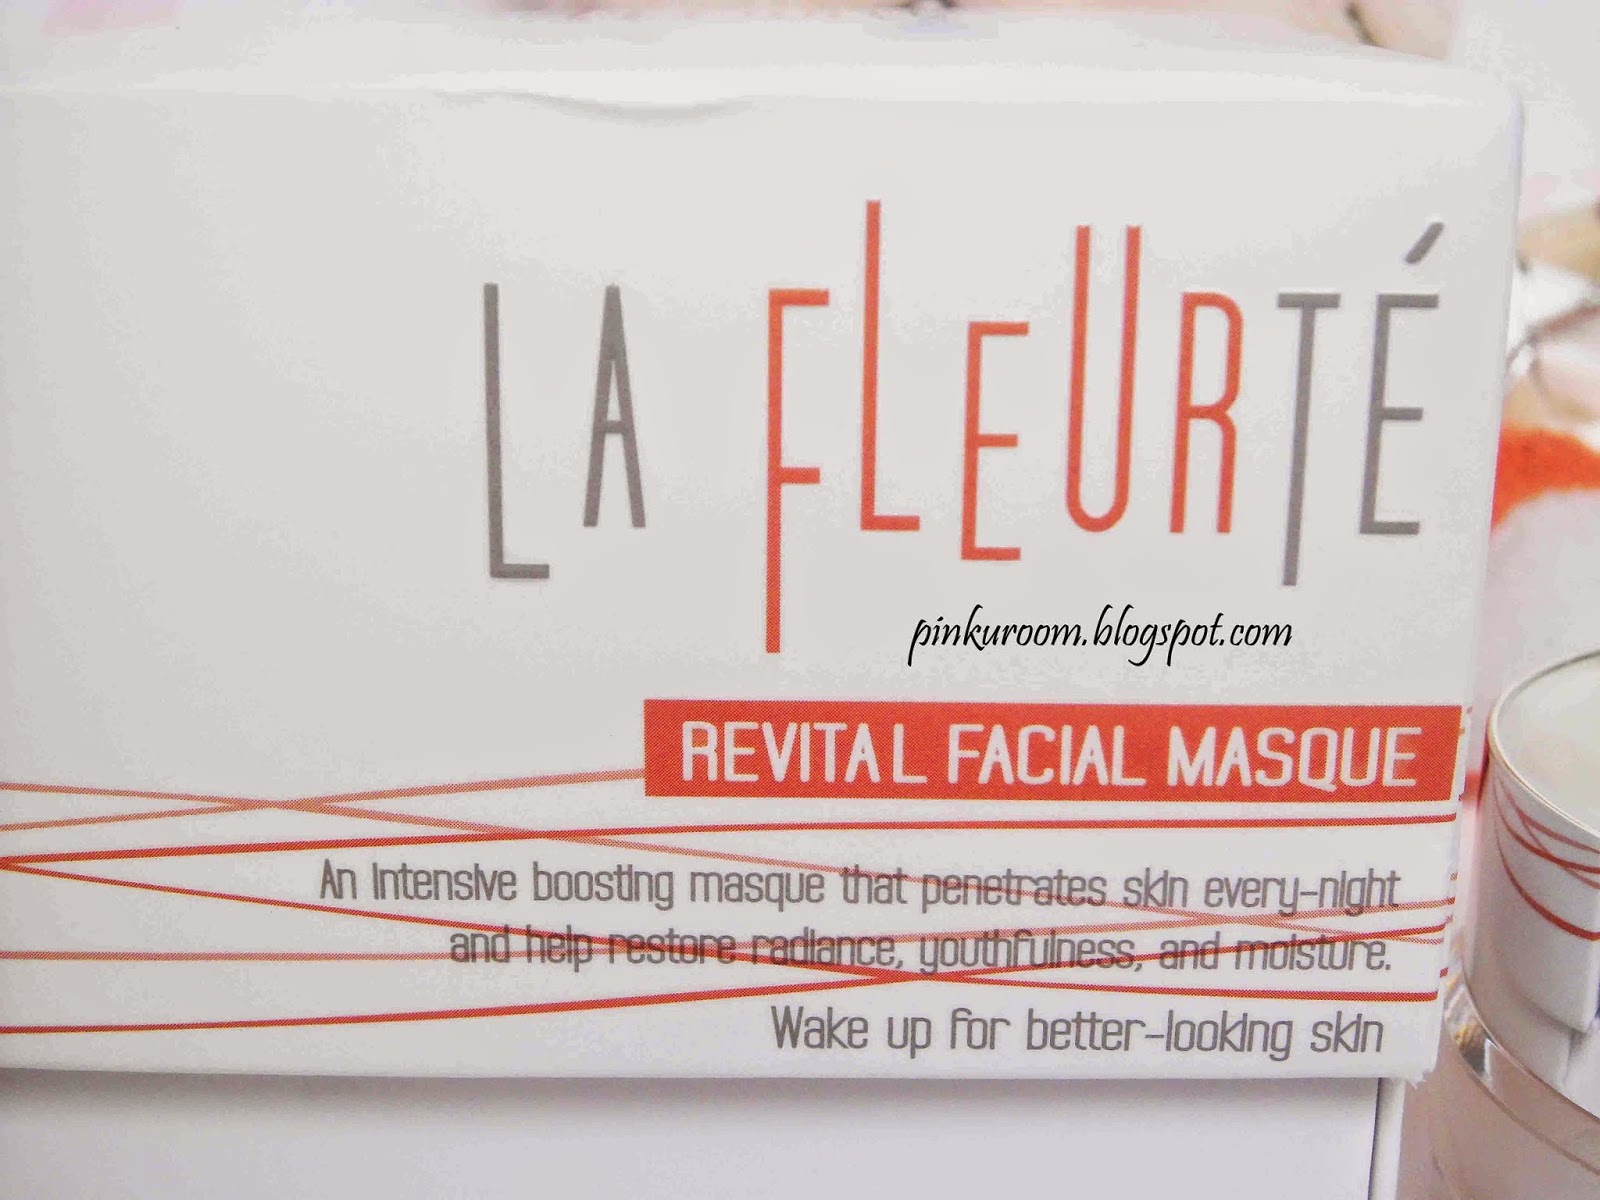 LA FLEURTÉ
pinkuroom.blogspot.com
REVITAL FACIAL MASQUE
An intensive boosting masque that penetrates skin every-night
and help restore radiance, youthfulness, and moisture.
Wake up for better-looking skin